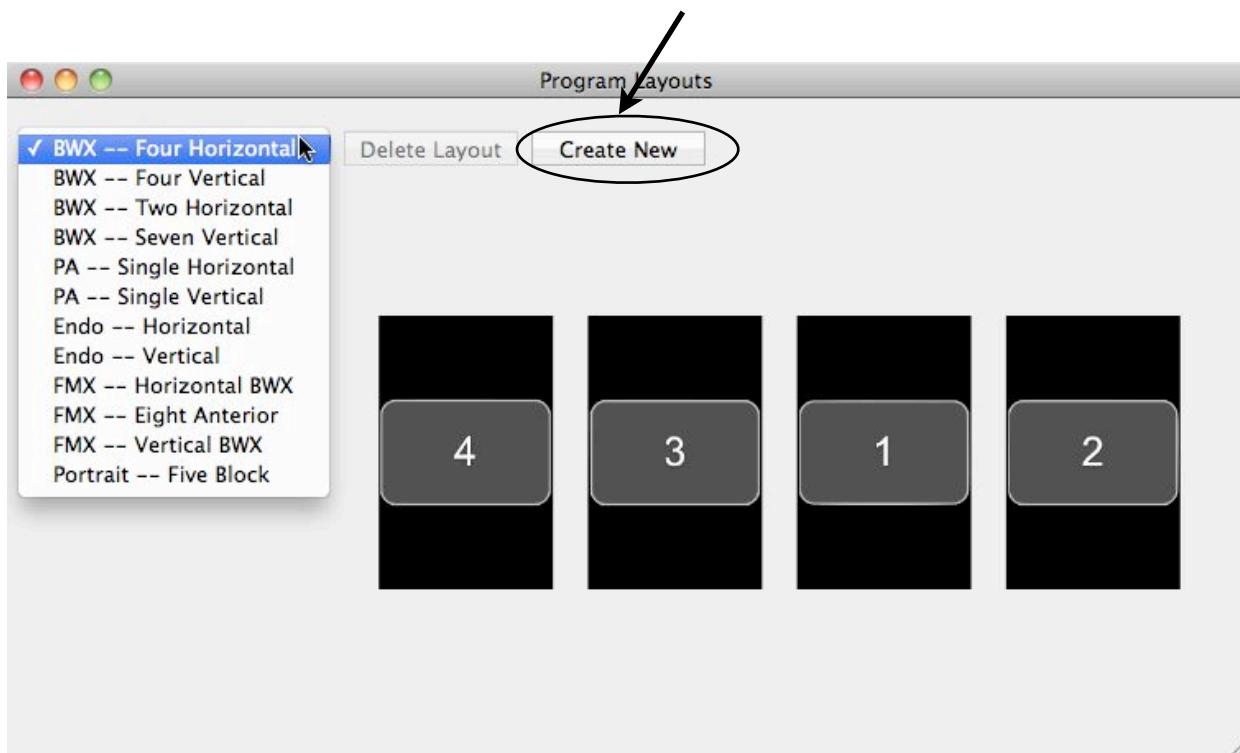 Program Layouts
✓ BWX -- Four Horizontal
Delete Layout
Create New
BWX -- Four Vertical
BWX -- Two Horizontal
BWX -- Seven Vertical
PA -- Single Horizontal
PA -- Single Vertical
Endo -- Horizontal
Endo -- Vertical
FMX -- Horizontal BWX
FMX -- Eight Anterior
FMX -- Vertical BWX
Portrait -- Five Block
4
3
1
2